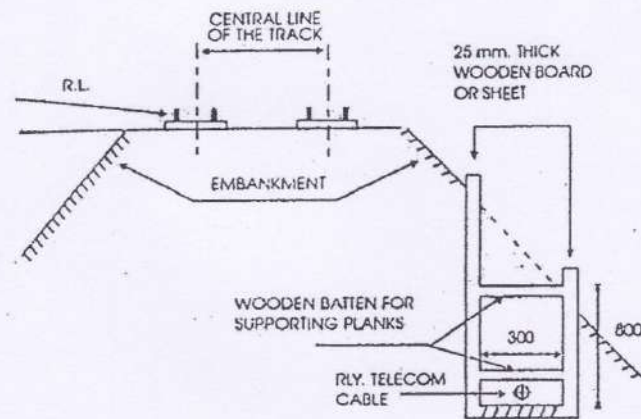 CENTRAL LINE
OF THE TRACK
25 mm. THICK
WOODEN BOARD
OR SHEET
R.L.
EMBANKMENT
WOODEN BATTEN FOR
SUPPORTING PLANKS
300
800
RLY. TELECOM
CABLE